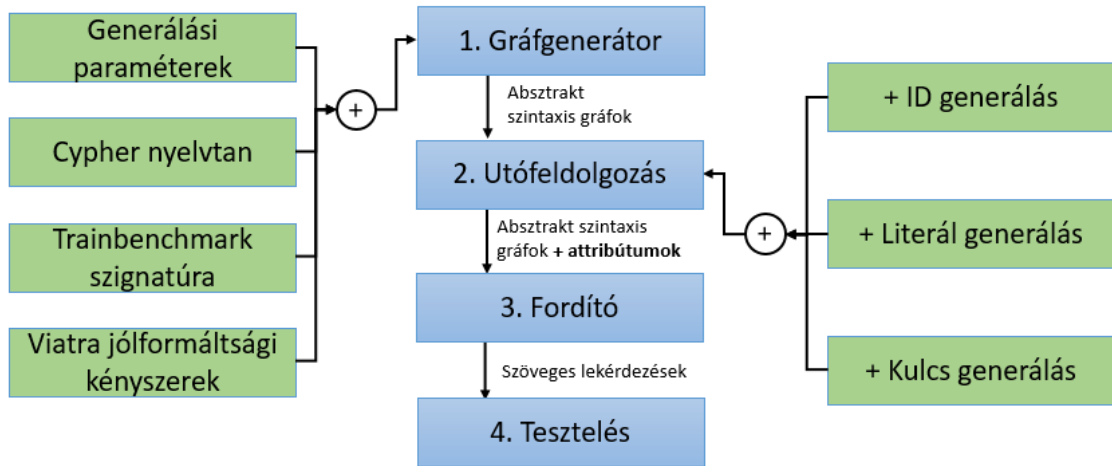 Generálási
paraméterek
Cypher nyelvtan
Trainbenchmark
szignatúra
Viatra jólformáltsági
kényszerek
+
1. Gráfgenerátor
Absztrakt
szintaxis gráfok
2. Utófeldolgozás
Absztrakt szintaxis
gráfok + attribútumok
3. Fordító
Szöveges lekérdezések
4. Tesztelés
+
+ ID generálás
+ Literál generálás
+ Kulcs generálás